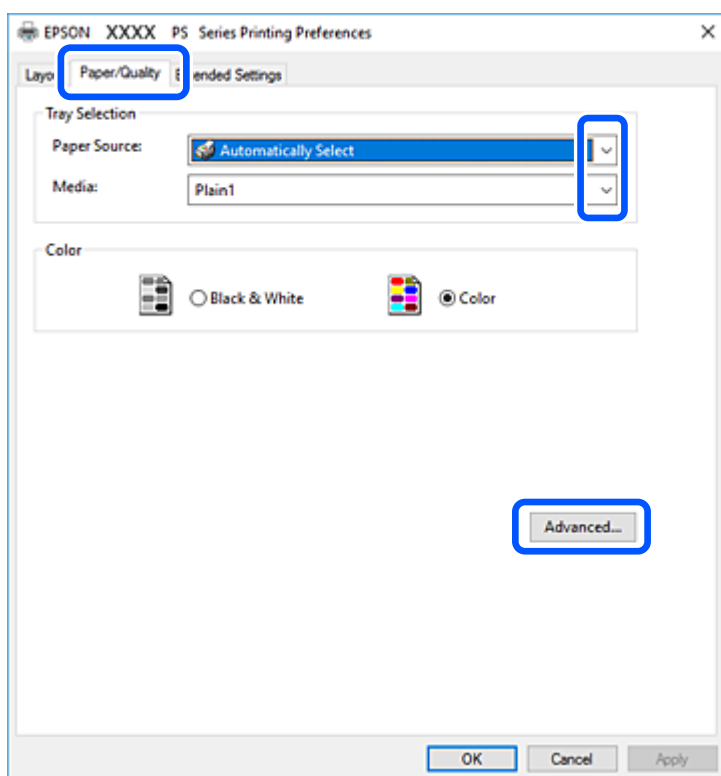 EPSON XXXX PS Series Printing Preferences
Paper/Quality
Tray Selection
Paper Source: Automatically Select
Media: Plain1
Color
Black & White Color
Advanced...
OK Cancel Apply